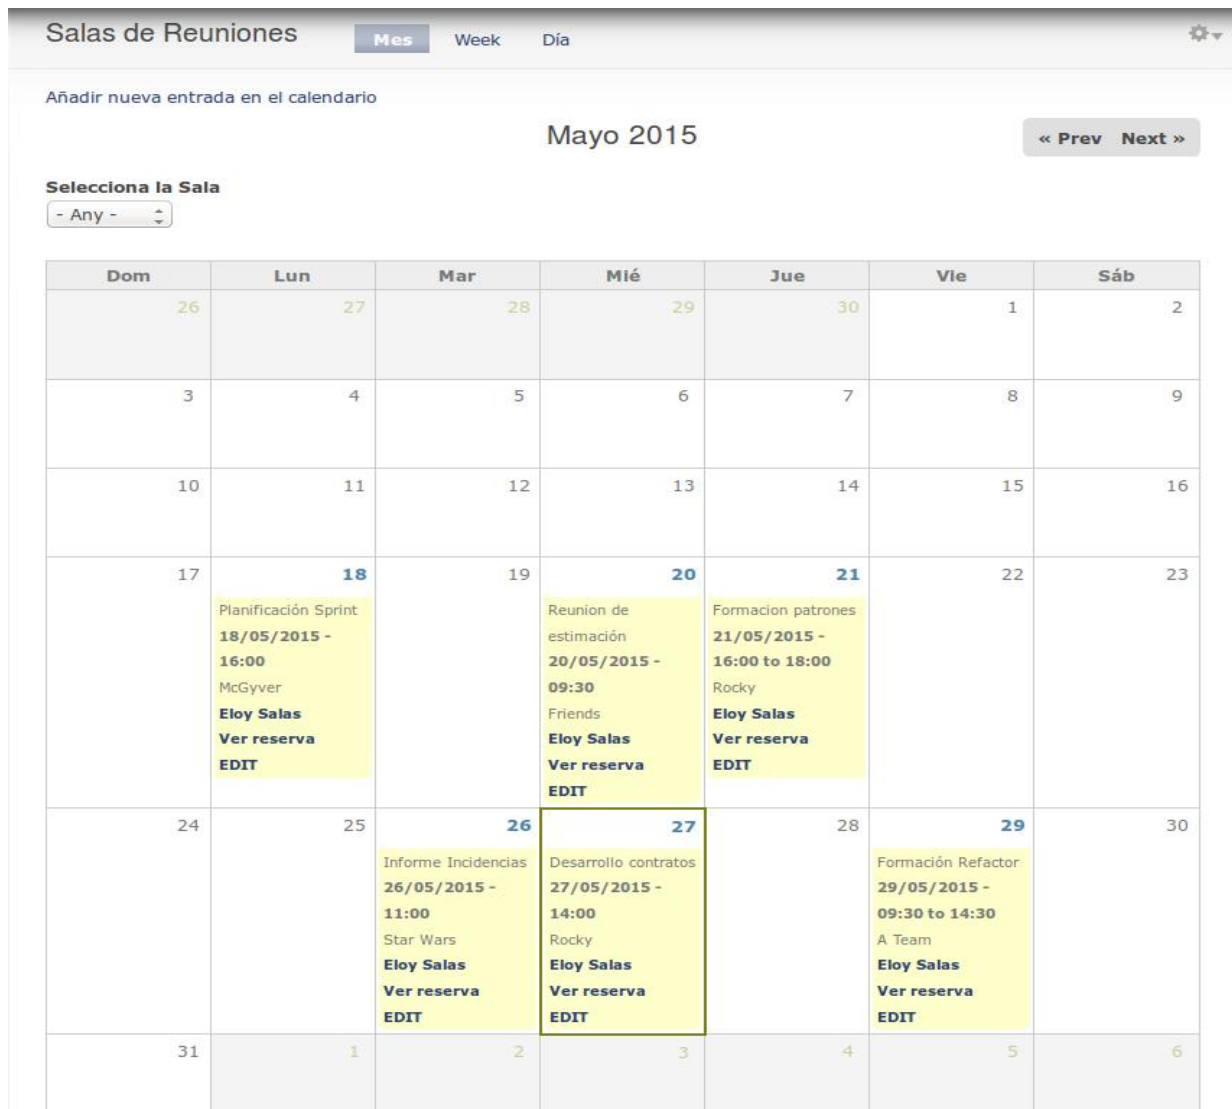 Salas de Reuniones Mes Week Día
Añadir nueva entrada en el calendario
Mayo 2015
« Prev Next »
Selecciona la Sala
- Any -
Dom Lun Mar Mié Jue Vie Sáb
26 27 28 29 30 1 2
3 4 5 6 7 8 9
10 11 12 13 14 15 16
17 18 19 20 21 22 23
Planificación Sprint
18/05/2015 -
16:00
McGyver
Eloy Salas
Ver reserva
EDIT
Reunion de
estimación
20/05/2015 -
09:30
Friends
Eloy Salas
Ver reserva
EDIT
Formacion patrones
21/05/2015 -
16:00 to 18:00
Rocky
Eloy Salas
Ver reserva
EDIT
24 25 26 27 28 29 30
Informe Incidencias
26/05/2015 -
11:00
Star Wars
Eloy Salas
Ver reserva
EDIT
Desarrollo contratos
27/05/2015 -
14:00
Rocky
Eloy Salas
Ver reserva
EDIT
Formación Refactor
29/05/2015 -
09:30 to 14:30
A Team
Eloy Salas
Ver reserva
EDIT
31 1 2 3 4 5 6